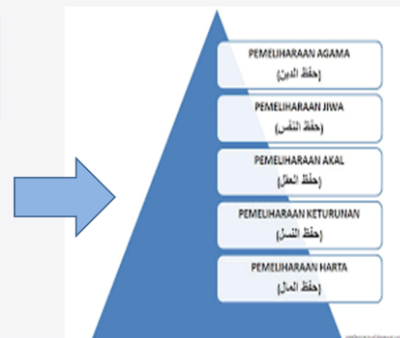 PEMELIHARAAN AGAMA
(حفظ الدين)
PEMELIHARAAN JIWA
(حفظ النفس)
PEMELIHARAAN AKAL
(حفظ العقل)
PEMELIHARAAN KETURUNAN
(حفظ النسل)
PEMELIHARAAN HARTA
(حفظ المال)